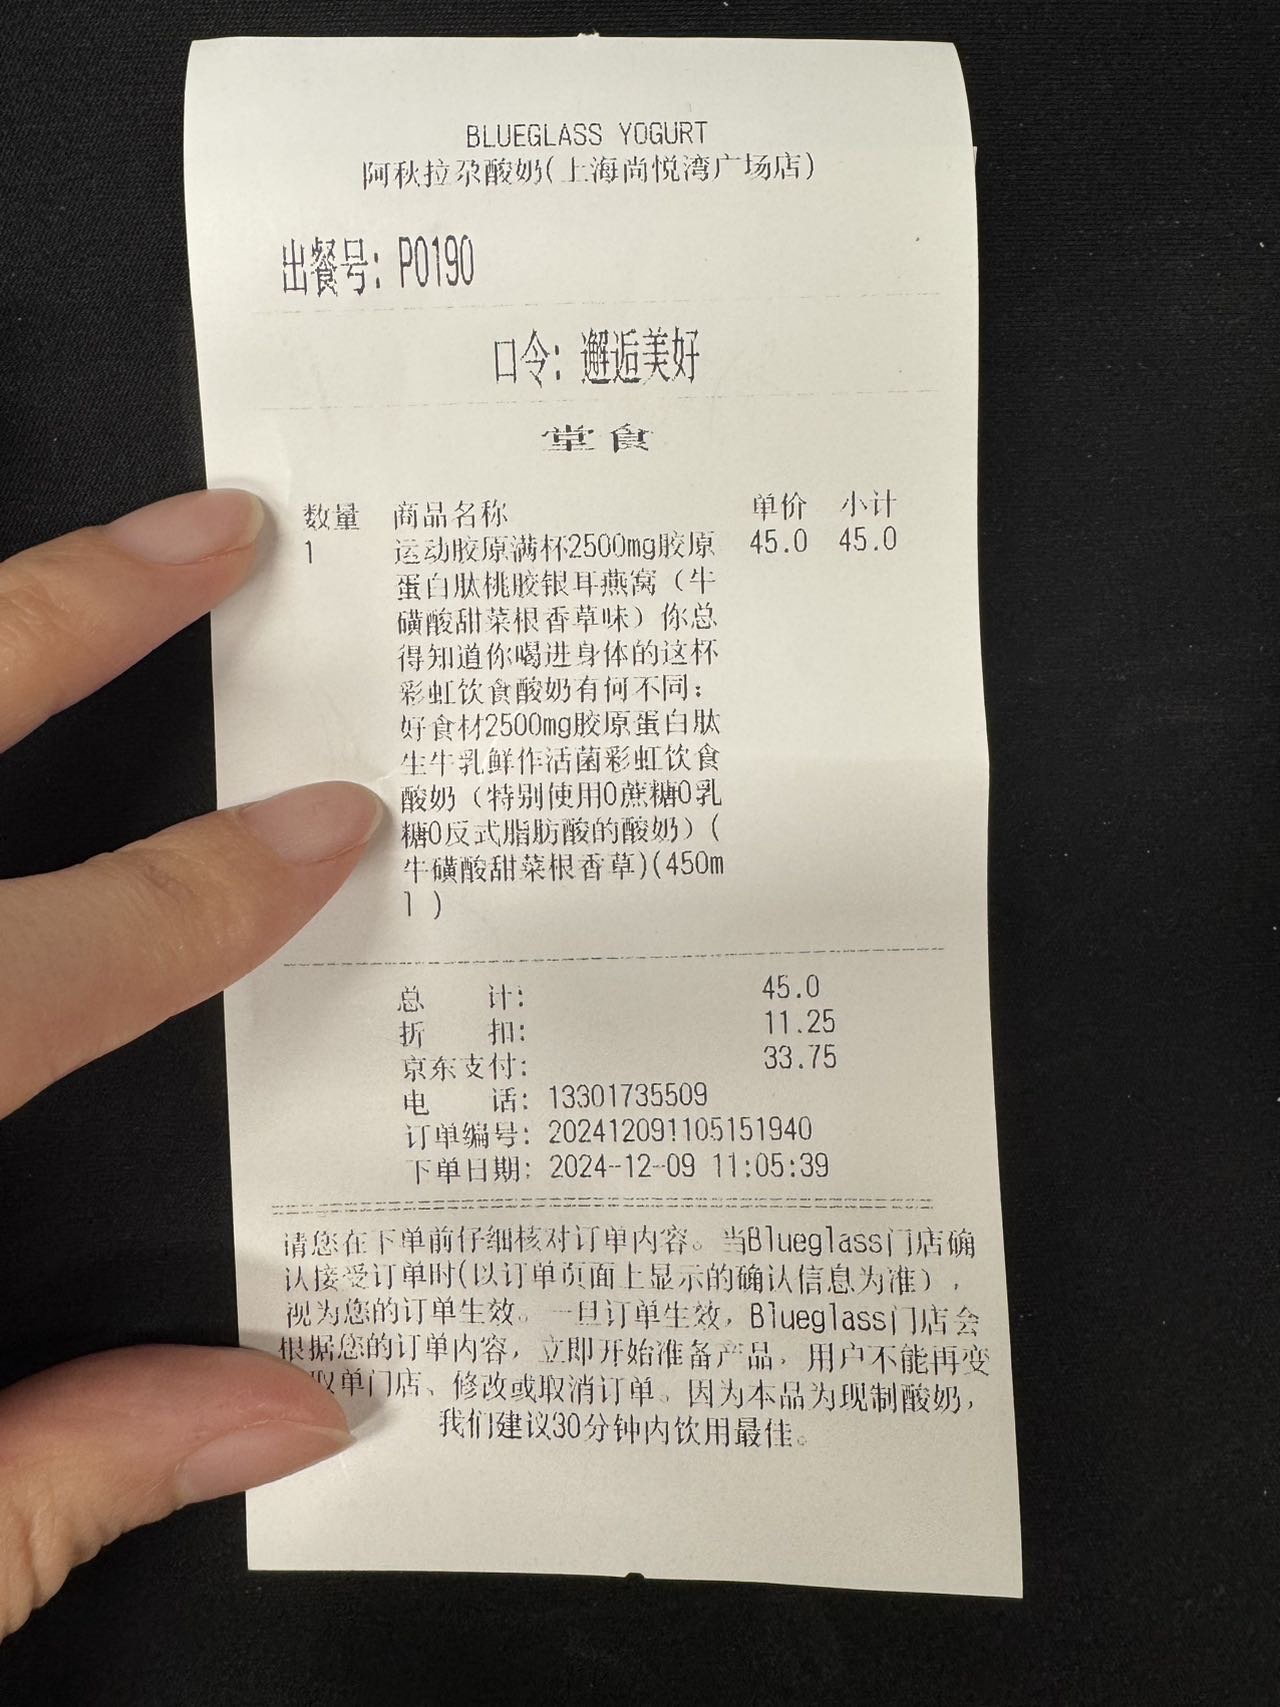 BLUEGLASS YOGURT
阿秋拉尕酸奶(上海尚悦湾广场店)
出餐号: P0190
口令: 邂逅美好
堂食
数量 商品名称 单价 小计
1 运动胶原满杯2500mg胶原 45.0 45.0
蛋白肽桃胶银耳燕窝（牛
磺酸甜菜根香草味）你总
得知道你喝进身体的这杯
彩虹饮食酸奶有何不同：
好食材2500mg胶原蛋白肽
生牛乳鲜作活菌彩虹饮食
酸奶（特别使用0蔗糖0乳
糖0反式脂肪酸的酸奶）(
牛磺酸甜菜根香草)(450m
l )
总 计: 45.0
折 扣: 11.25
京东支付: 33.75
电 话: 13301735509
订单编号: 202412091105151940
下单日期: 2024-12-09 11:05:39
请您在下单前仔细核对订单内容。当Blueglass门店确
认接受订单时(以订单页面上显示的确认信息为准)，
视为您的订单生效。一旦订单生效，Blueglass门店会
根据您的订单内容，立即开始准备产品，用户不能再变
取单门店、修改或取消订单。因为本品为现制酸奶，
我们建议30分钟内饮用最佳。